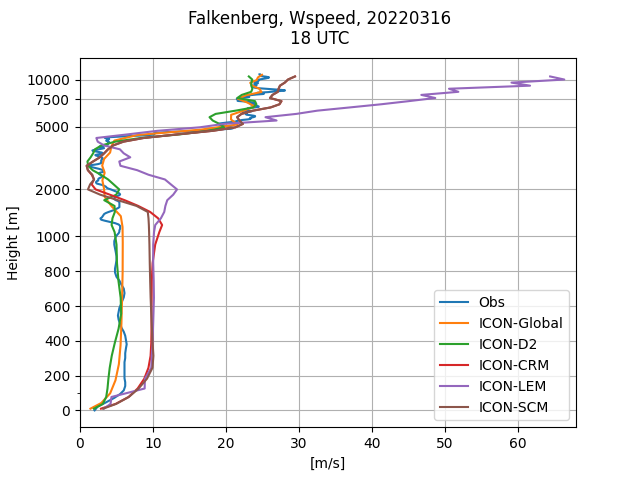 Falkenberg, Wspeed, 20220316
18 UTC
10000
7500
5000
2000
1000
800
600
400
200
0
Height [m]
0 10 20 30 40 50 60
[m/s]
Obs
ICON-Global
ICON-D2
ICON-CRM
ICON-LEM
ICON-SCM